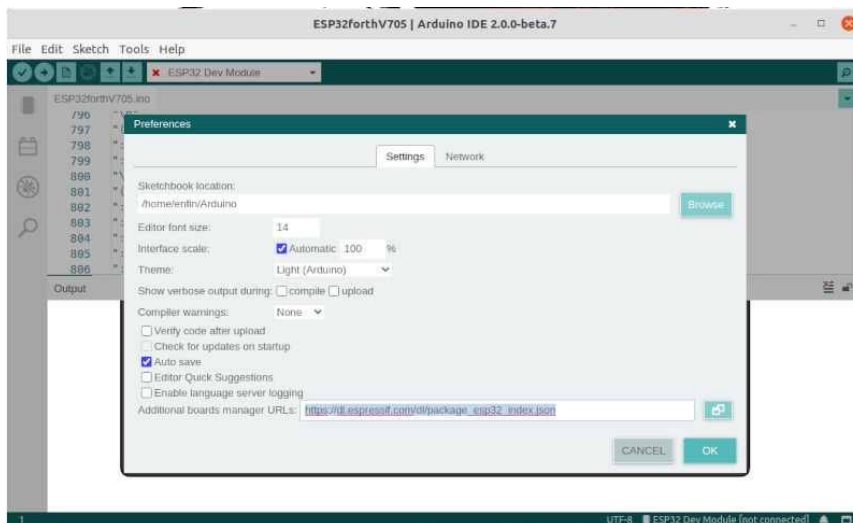 ESP32forthV705 | Arduino IDE 2.0.0-beta.7
File Edit Sketch Tools Help
ESP32 Dev Module
ESP32forthV705.ino
796
797
798
799
800
801
802
803
804
805
806
Preferences
Settings Network
Sketchbook location:
/home/enfin/Arduino Browse
Editor font size: 14
Interface scale: Automatic 100 %
Theme: Light (Arduino)
Show verbose output during: compile upload
Compiler warnings: None
Verify code after upload
Check for updates on startup
Auto save
Editor Quick Suggestions
Enable language server logging
Additional boards manager URLs: https://dl.espressif.com/dl/package_esp32_index.json
CANCEL OK
Output
1 UTF-8 ESP32 Dev Module [not connected]